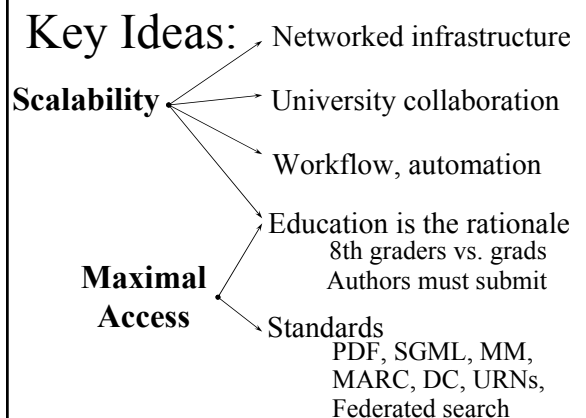 Key Ideas:
Networked infrastructure
Scalability
University collaboration
Workflow, automation
Education is the rationale
8th graders vs. grads
Authors must submit
Maximal
Access
Standards
PDF, SGML, MM,
MARC, DC, URNs,
Federated search